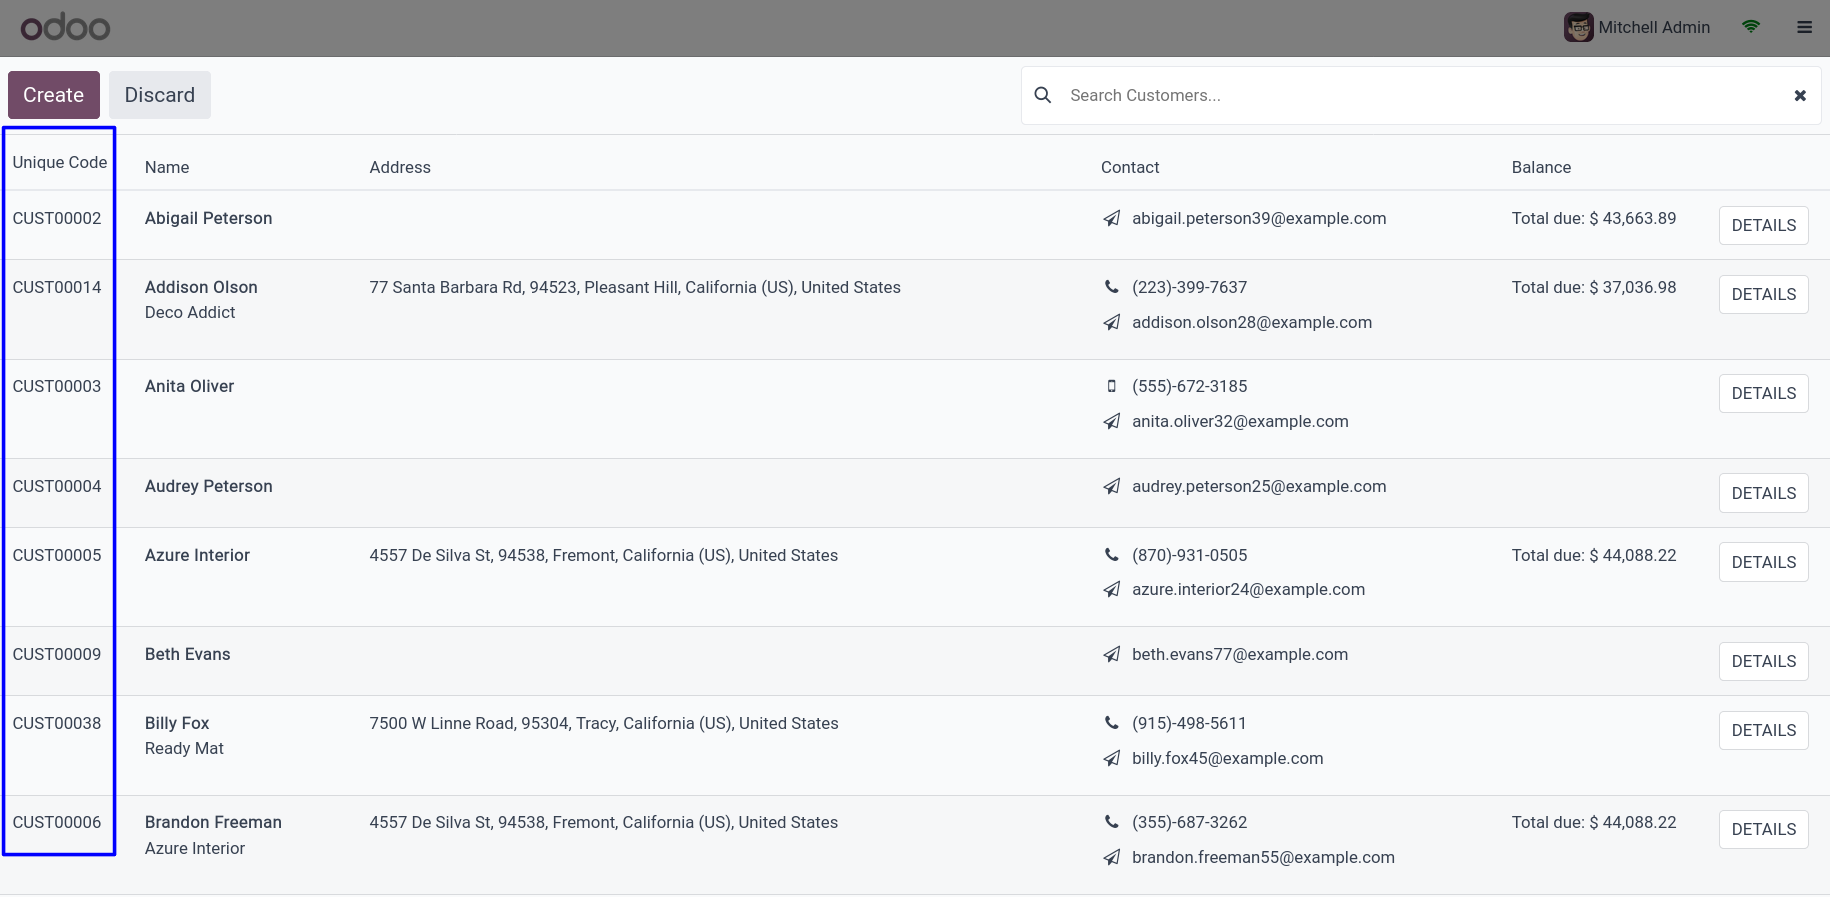 odoo
Mitchell Admin
Create Discard
Search Customers...
Unique Code Name Address Contact Balance
CUST00002 Abigail Peterson abigail.peterson39@example.com Total due: $ 43,663.89 DETAILS
CUST00014 Addison Olson 77 Santa Barbara Rd, 94523, Pleasant Hill, California (US), United States (223)-399-7637 Total due: $ 37,036.98 DETAILS
Deco Addict addison.olson28@example.com
CUST00003 Anita Oliver (555)-672-3185 DETAILS
anita.oliver32@example.com
CUST00004 Audrey Peterson audrey.peterson25@example.com DETAILS
CUST00005 Azure Interior 4557 De Silva St, 94538, Fremont, California (US), United States (870)-931-0505 Total due: $ 44,088.22 DETAILS
azure.interior24@example.com
CUST00009 Beth Evans beth.evans77@example.com DETAILS
CUST00038 Billy Fox 7500 W Linne Road, 95304, Tracy, California (US), United States (915)-498-5611 DETAILS
Ready Mat billy.fox45@example.com
CUST00006 Brandon Freeman 4557 De Silva St, 94538, Fremont, California (US), United States (355)-687-3262 Total due: $ 44,088.22 DETAILS
Azure Interior brandon.freeman55@example.com